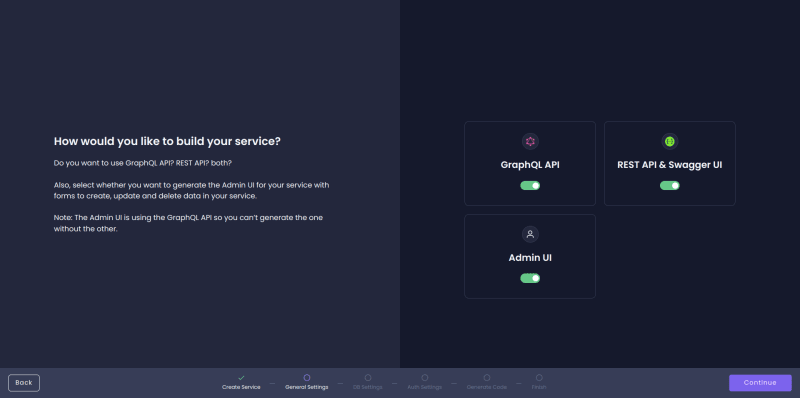 How would you like to build your service?
Do you want to use GraphQL API? REST API? both?
Also, select whether you want to generate the Admin UI for your service with
forms to create, update and delete data in your service.
Note: The Admin UI is using the GraphQL API so you can't generate the one
without the other.
GraphQL API
REST API & Swagger UI
Admin UI
Back
Create Service
General Settings
DB Settings
Auth Settings
Generate Code
Finish
Continue